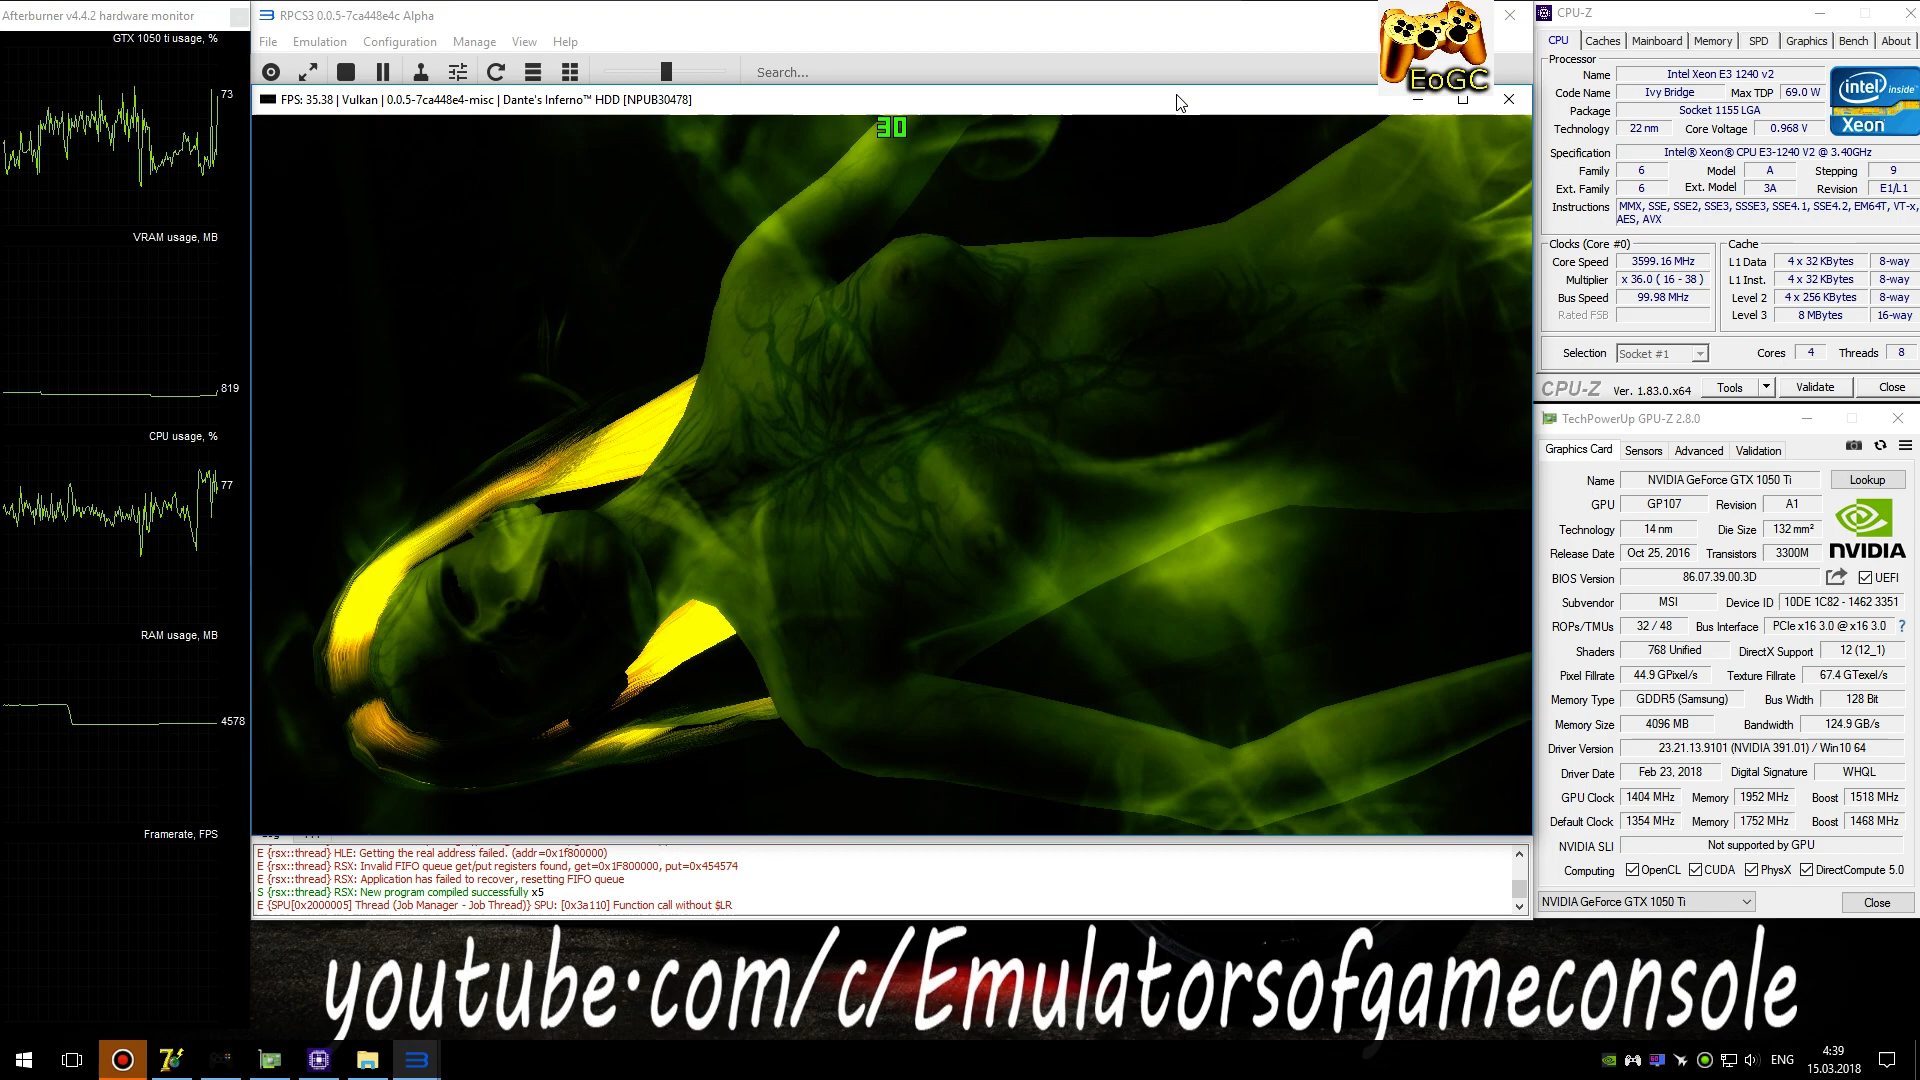 Afterburner v4.4.2 hardware monitor
GTX 1050 ti usage, %
73
VRAM usage, MB
819
CPU usage, %
77
RAM usage, MB
4578
Framerate, FPS
RPCS3 0.0.5-7ca448e4c Alpha
File Emulation Configuration Manage View Help
Search...
EoGC
FPS: 35.38 | Vulkan | 0.0.5-7ca448e4-misc | Dante's Inferno™ HDD [NPUB30478]
30
E {rsx::thread} HLE: Getting the real address failed. (addr=0x1f800000)
E {rsx::thread} RSX: Invalid FIFO queue get/put registers found, get=0x1F800000, put=0x454574
E {rsx::thread} RSX: Application has failed to recover, resetting FIFO queue
S {rsx::thread} RSX: New program compiled successfully x5
E {SPU[0x2000005] Thread (Job Manager - Job Thread)} SPU: [0x3a110] Function call without $LR
CPU-Z
CPU Caches Mainboard Memory SPD Graphics Bench About
Processor
Name Intel Xeon E3 1240 v2
Code Name Ivy Bridge Max TDP 69.0 W
Package Socket 1155 LGA
Technology 22 nm Core Voltage 0.968 V
intel inside™
Xeon
Specification Intel® Xeon® CPU E3-1240 V2 @ 3.40GHz
Family 6 Model A Stepping 9
Ext. Family 6 Ext. Model 3A Revision E1/L1
Instructions MMX, SSE, SSE2, SSE3, SSSE3, SSE4.1, SSE4.2, EM64T, VT-x,
AES, AVX
Clocks (Core #0)
Core Speed 3599.16 MHz
Multiplier x 36.0 ( 16 - 38 )
Bus Speed 99.98 MHz
Rated FSB
Cache
L1 Data 4 x 32 KBytes 8-way
L1 Inst. 4 x 32 KBytes 8-way
Level 2 4 x 256 KBytes 8-way
Level 3 8 MBytes 16-way
Selection Socket #1 Cores 4 Threads 8
CPU-Z Ver. 1.83.0.x64 Tools Validate Close
TechPowerUp GPU-Z 2.8.0
Graphics Card Sensors Advanced Validation
Name NVIDIA GeForce GTX 1050 Ti Lookup
GPU GP107 Revision A1
Technology 14 nm Die Size 132 mm²
Release Date Oct 25, 2016 Transistors 3300M
NVIDIA
BIOS Version 86.07.39.00.3D UEFI
Subvendor MSI Device ID 10DE 1C82 - 1462 3351
ROPs/TMUs 32 / 48 Bus Interface PCIe x16 3.0 @ x16 3.0 ?
Shaders 768 Unified DirectX Support 12 (12_1)
Pixel Fillrate 44.9 GPixel/s Texture Fillrate 67.4 GTexel/s
Memory Type GDDR5 (Samsung) Bus Width 128 Bit
Memory Size 4096 MB Bandwidth 124.9 GB/s
Driver Version 23.21.13.9101 (NVIDIA 391.01) / Win10 64
Driver Date Feb 23, 2018 Digital Signature WHQL
GPU Clock 1404 MHz Memory 1952 MHz Boost 1518 MHz
Default Clock 1354 MHz Memory 1752 MHz Boost 1468 MHz
NVIDIA SLI Not supported by GPU
Computing OpenCL CUDA PhysX DirectCompute 5.0
NVIDIA GeForce GTX 1050 Ti Close
youtube.com/c/Emulatorsofgameconsole
ENG 4:39
15.03.2018